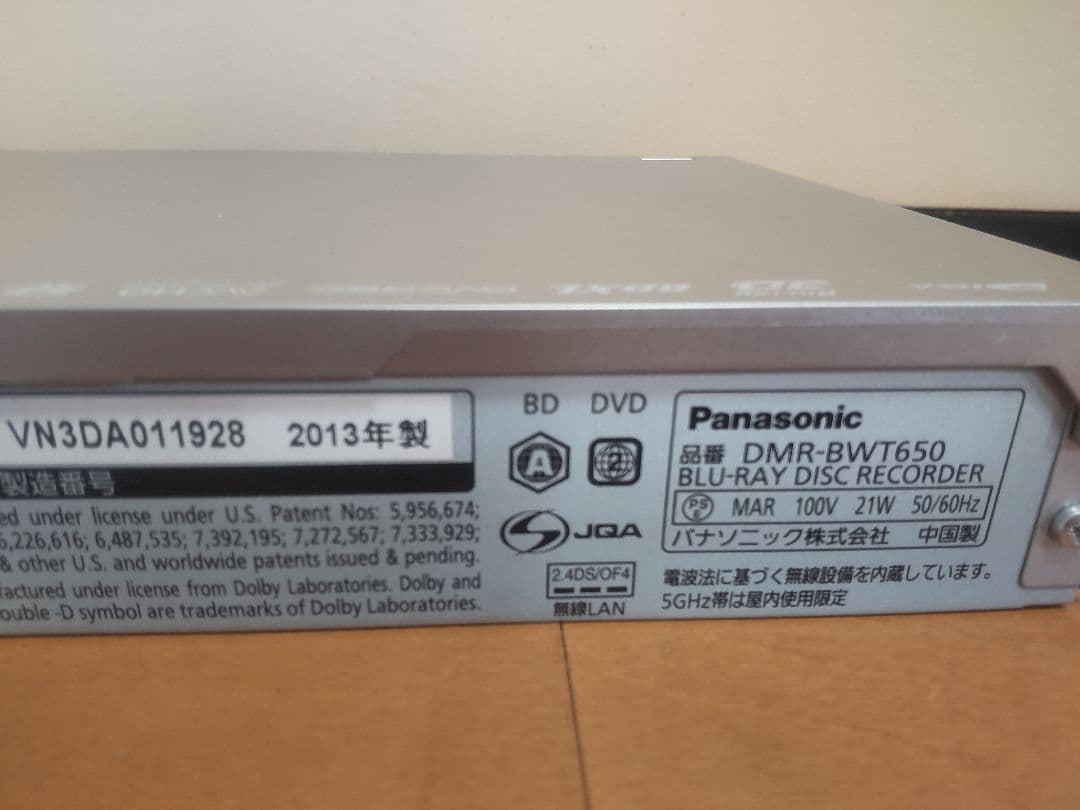 VN3DA011928 2013年製
製造番号
ed under license under U.S. Patent Nos: 5,956,674;
6,226,616; 6,487,535; 7,392,195; 7,272,567; 7,333,929;
& other U.S. and worldwide patents issued & pending.
factured under license from Dolby Laboratories. Dolby and
ouble -D symbol are trademarks of Dolby Laboratories.
BD DVD
A 2
JQA
2.4DS/OF4
無線LAN
Panasonic
品番 DMR-BWT650
BLU-RAY DISC RECORDER
PS E MAR 100V 21W 50/60Hz
パナソニック株式会社 中国製
電波法に基づく無線設備を内蔵しています。
5GHz帯は屋内使用限定